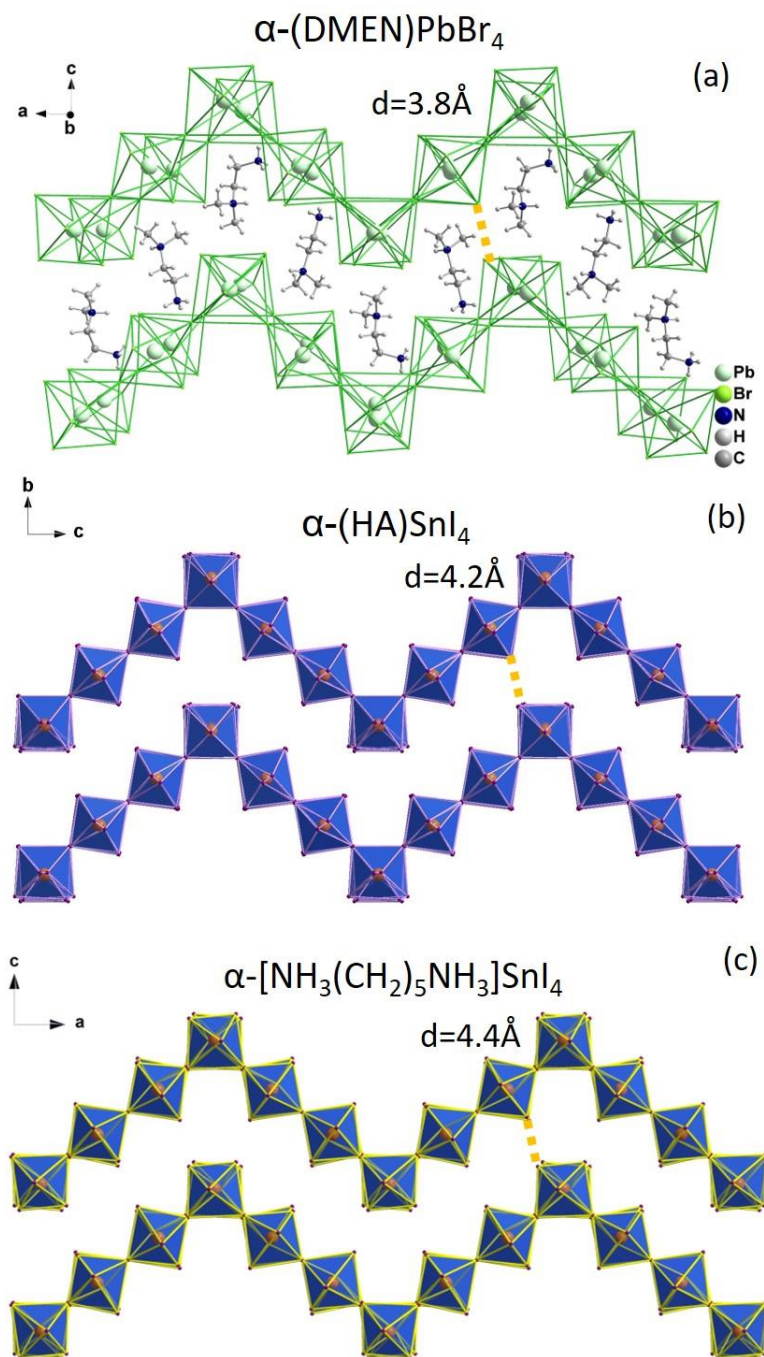 α-(DMEN)PbBr₄
(a)
c
a
b
d=3.8Å
Pb
Br
N
H
C
b
c
α-(HA)SnI₄
(b)
d=4.2Å
c
a
α-[NH₃(CH₂)₅NH₃]SnI₄
(c)
d=4.4Å